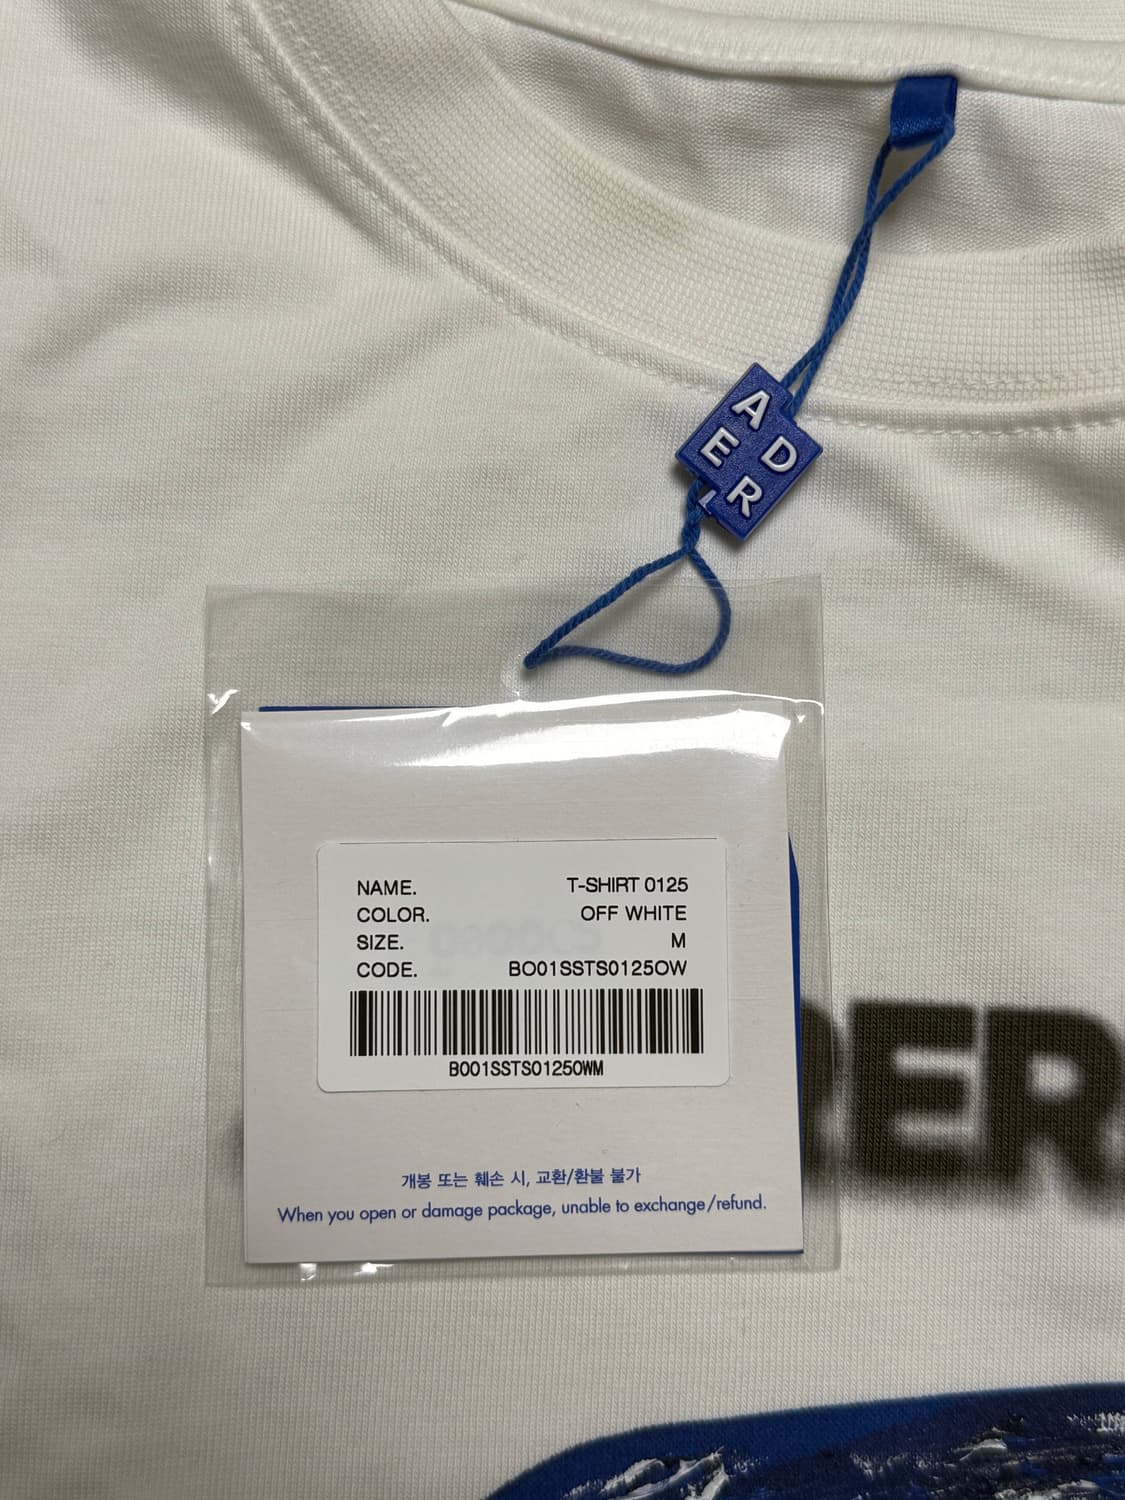 A D
E R
NAME. T-SHIRT 0125
COLOR. OFF WHITE
SIZE. M
CODE. BO01SSTS0125OW
BO01SSTS0125OWM
개봉 또는 훼손 시, 교환/환불 불가
When you open or damage package, unable to exchange/refund.